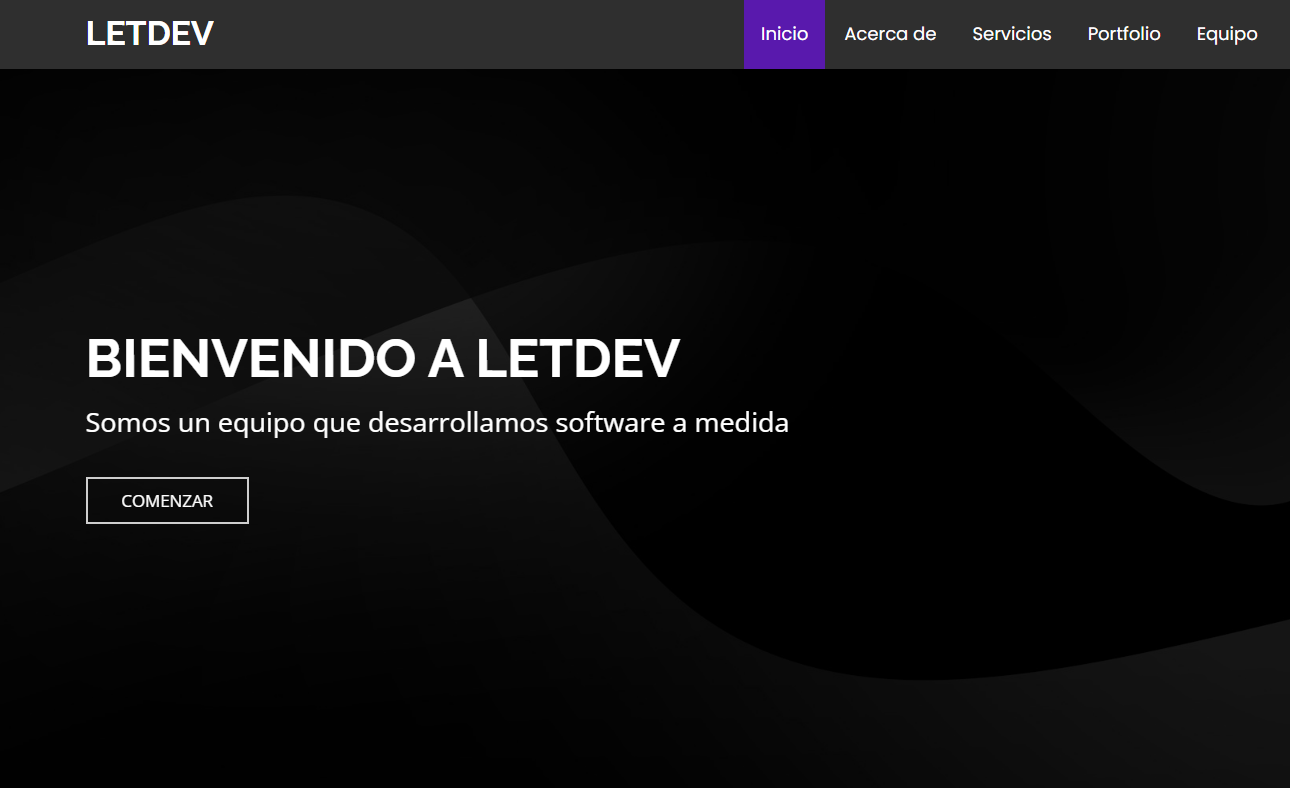 LETDEV
Inicio Acerca de Servicios Portfolio Equipo
BIENVENIDO A LETDEV
Somos un equipo que desarrollamos software a medida
COMENZAR